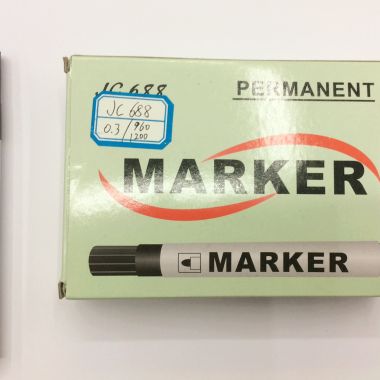 JC 688
PERMANENT
JC 688
0.3/960
1200
MARKER
MARKER